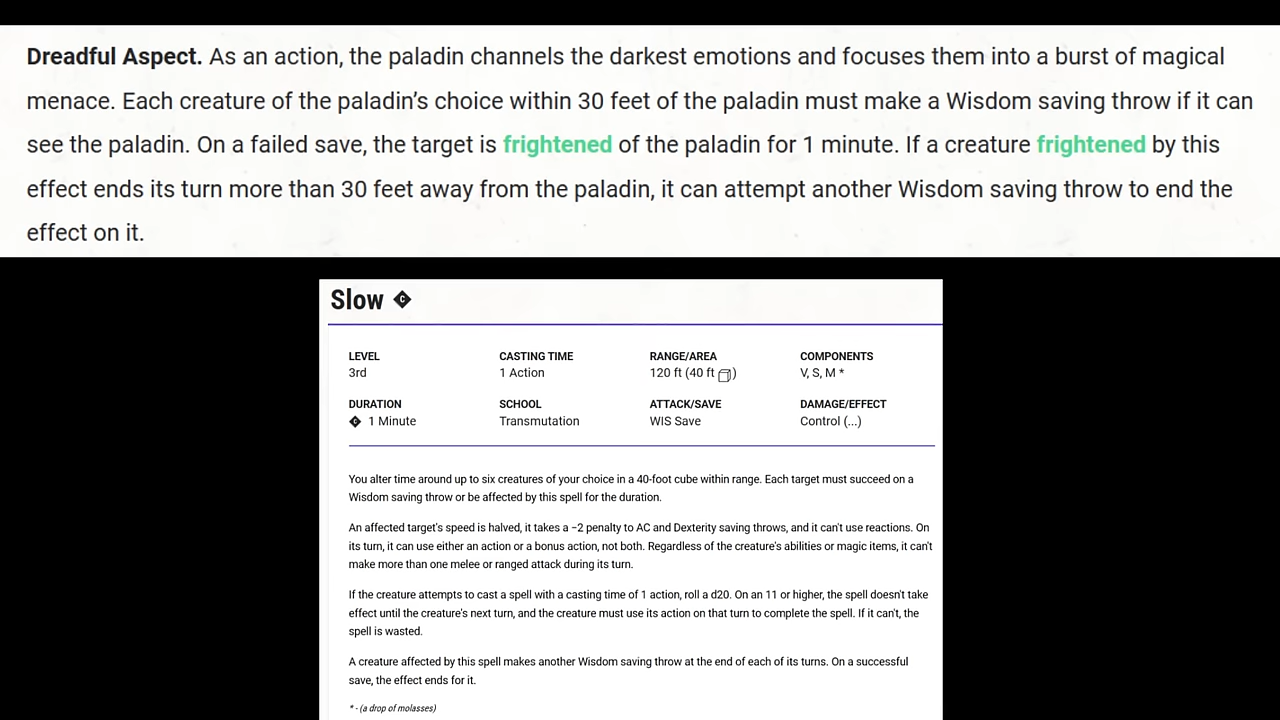 Dreadful Aspect. As an action, the paladin channels the darkest emotions and focuses them into a burst of magical
menace. Each creature of the paladin’s choice within 30 feet of the paladin must make a Wisdom saving throw if it can
see the paladin. On a failed save, the target is frightened of the paladin for 1 minute. If a creature frightened by this
effect ends its turn more than 30 feet away from the paladin, it can attempt another Wisdom saving throw to end the
effect on it.
Slow C
LEVEL CASTING TIME RANGE/AREA COMPONENTS
3rd 1 Action 120 ft (40 ft ) V, S, M *
DURATION SCHOOL ATTACK/SAVE DAMAGE/EFFECT
C 1 Minute Transmutation WIS Save Control (...)
You alter time around up to six creatures of your choice in a 40-foot cube within range. Each target must succeed on a
Wisdom saving throw or be affected by this spell for the duration.
An affected target's speed is halved, it takes a −2 penalty to AC and Dexterity saving throws, and it can't use reactions. On
its turn, it can use either an action or a bonus action, not both. Regardless of the creature's abilities or magic items, it can't
make more than one melee or ranged attack during its turn.
If the creature attempts to cast a spell with a casting time of 1 action, roll a d20. On an 11 or higher, the spell doesn't take
effect until the creature's next turn, and the creature must use its action on that turn to complete the spell. If it can't, the
spell is wasted.
A creature affected by this spell makes another Wisdom saving throw at the end of each of its turns. On a successful
save, the effect ends for it.
* - (a drop of molasses)